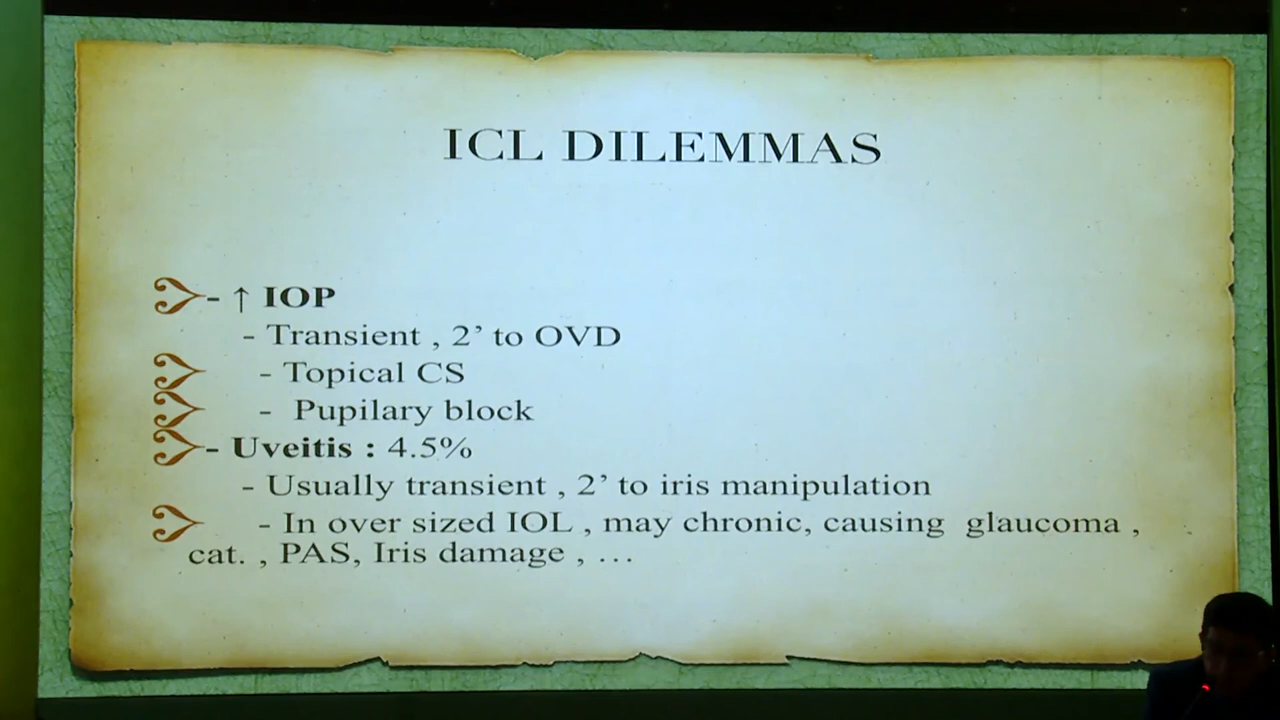 ICL DILEMMAS
- ↑ IOP
- Transient , 2’ to OVD
- Topical CS
- Pupilary block
- Uveitis : 4.5%
- Usually transient , 2’ to iris manipulation
- In over sized IOL , may chronic, causing glaucoma ,
cat. , PAS, Iris damage , …